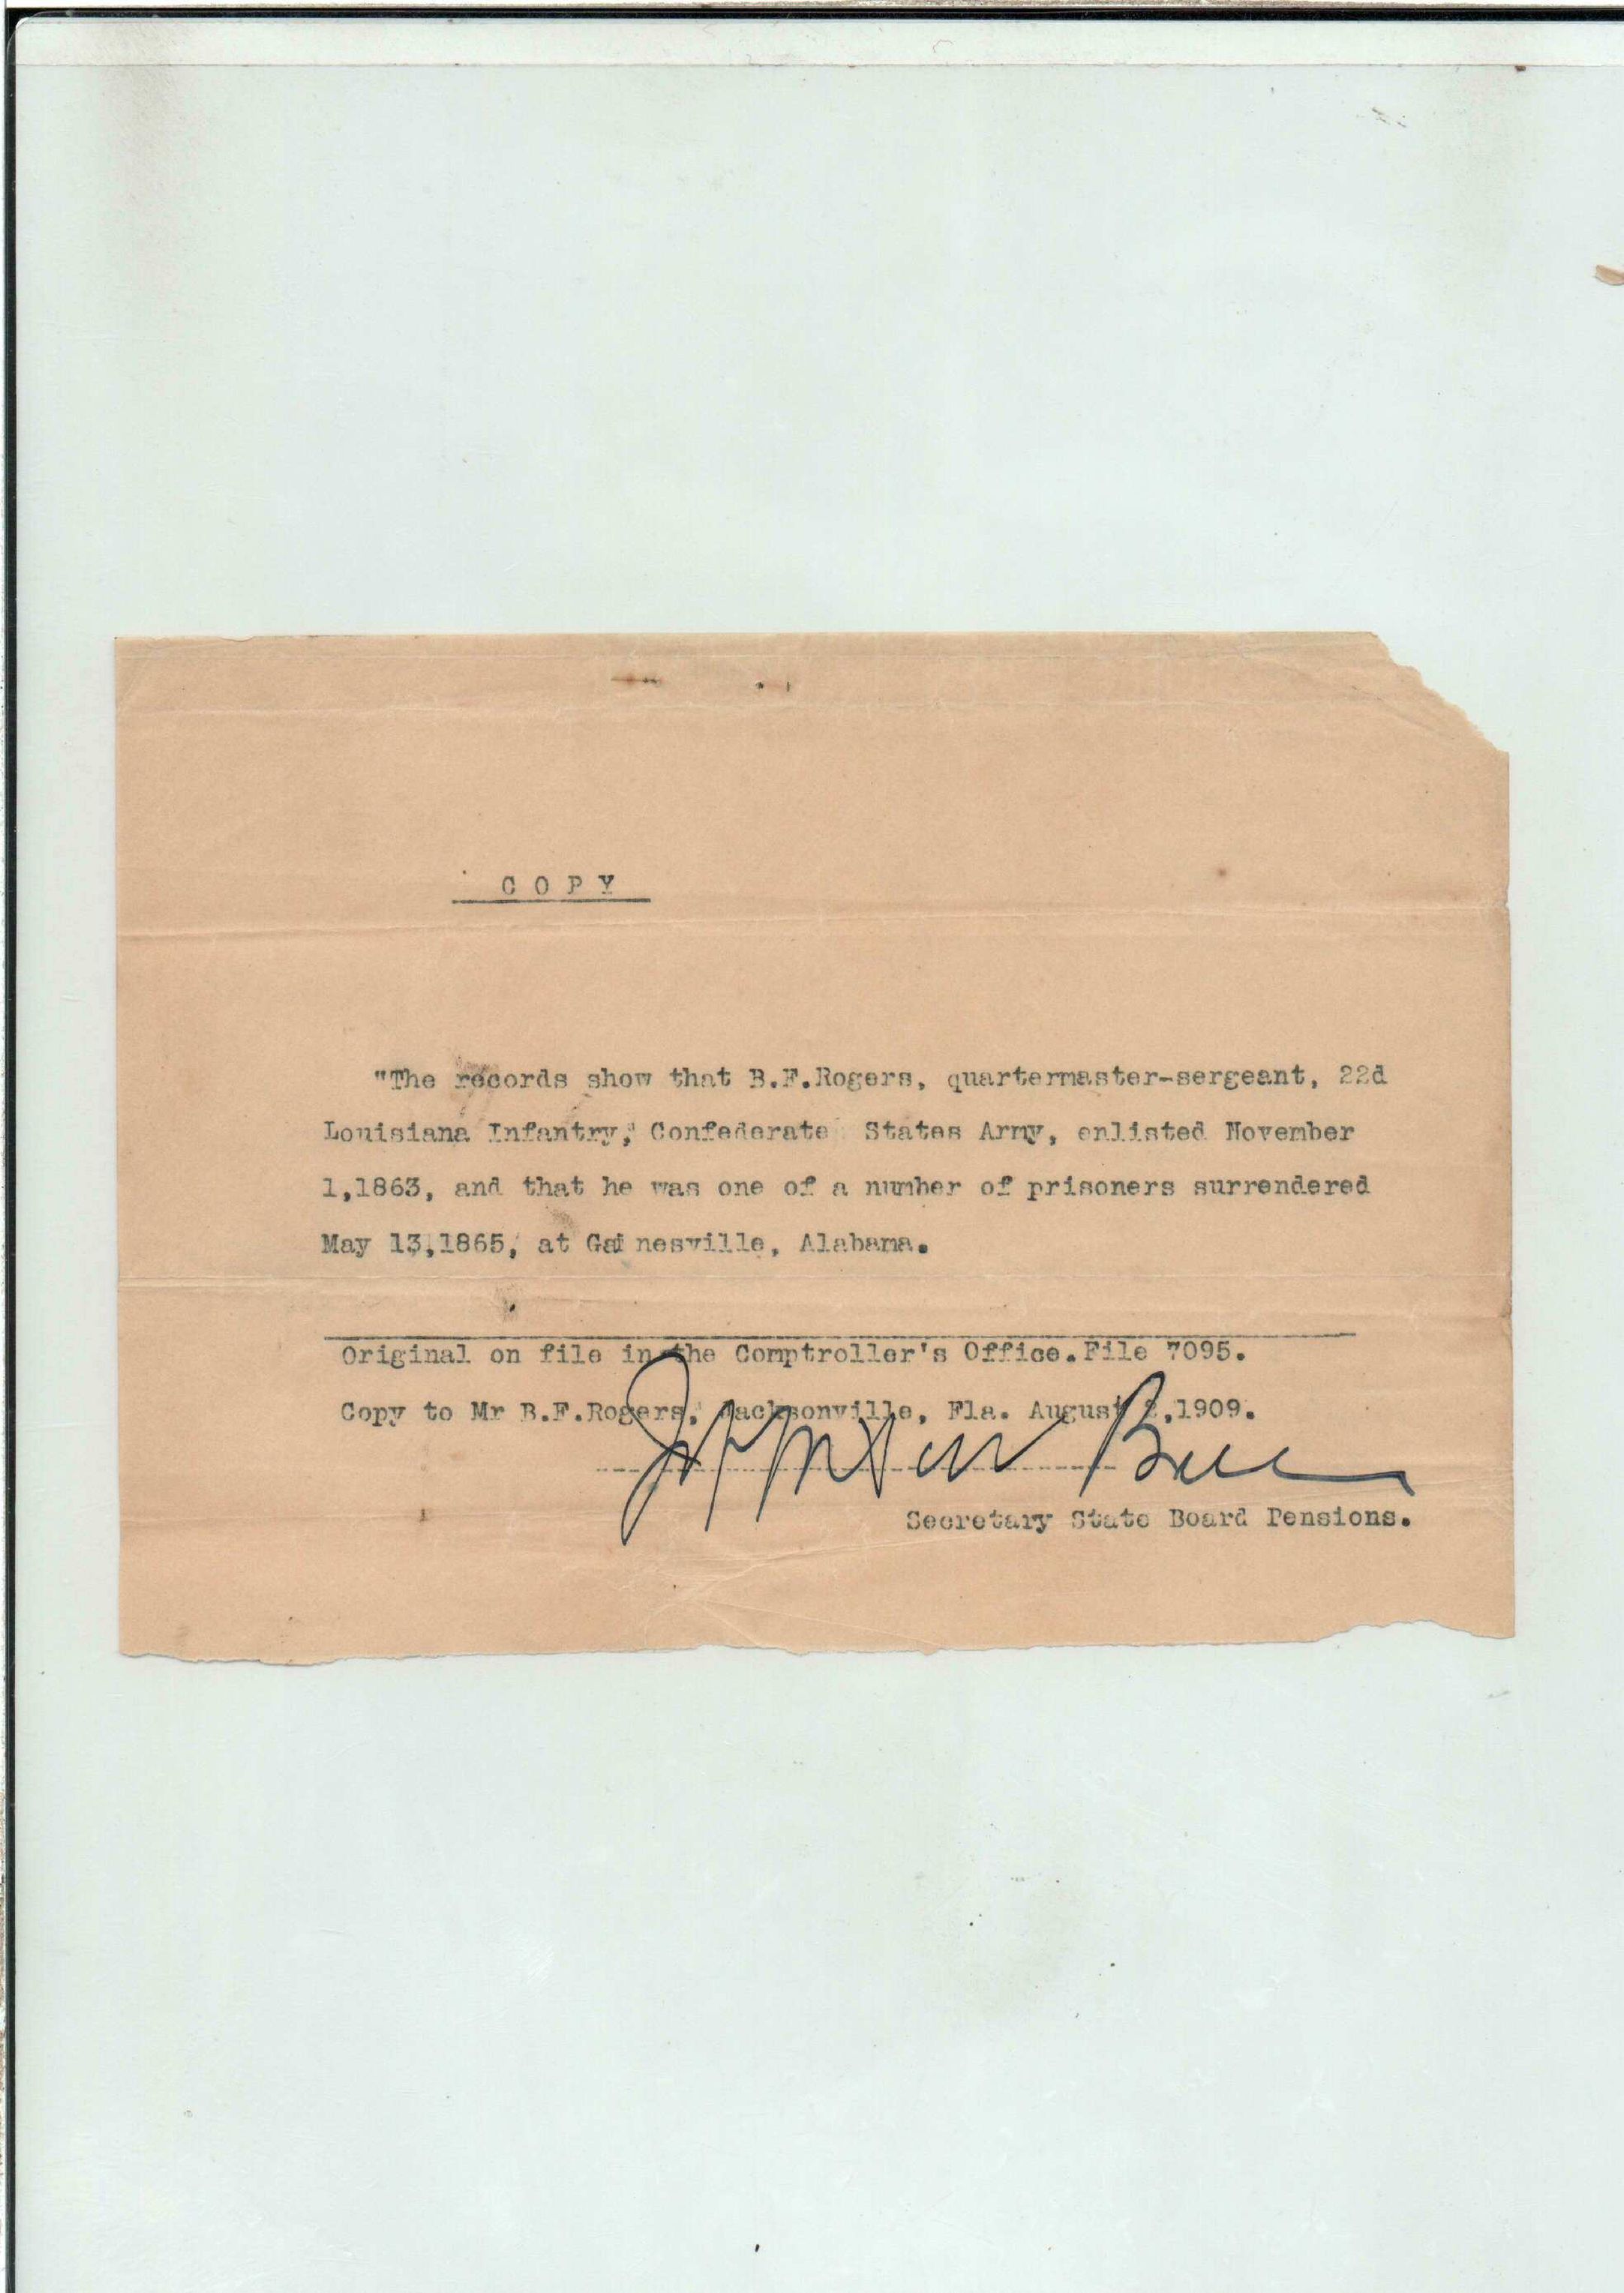 C O P Y
"The records show that B.F.Rogers, quartermaster-sergeant, 22d
Louisiana Infantry," Confederate States Army, enlisted November
1,1863, and that he was one of a number of prisoners surrendered
May 13,1865, at Gainesville, Alabama.
Original on file in the Comptroller's Office.File 7095.
Copy to Mr B.F.Rogers, Jacksonville, Fla. August ,1909.
Secretary State Board Pensions.